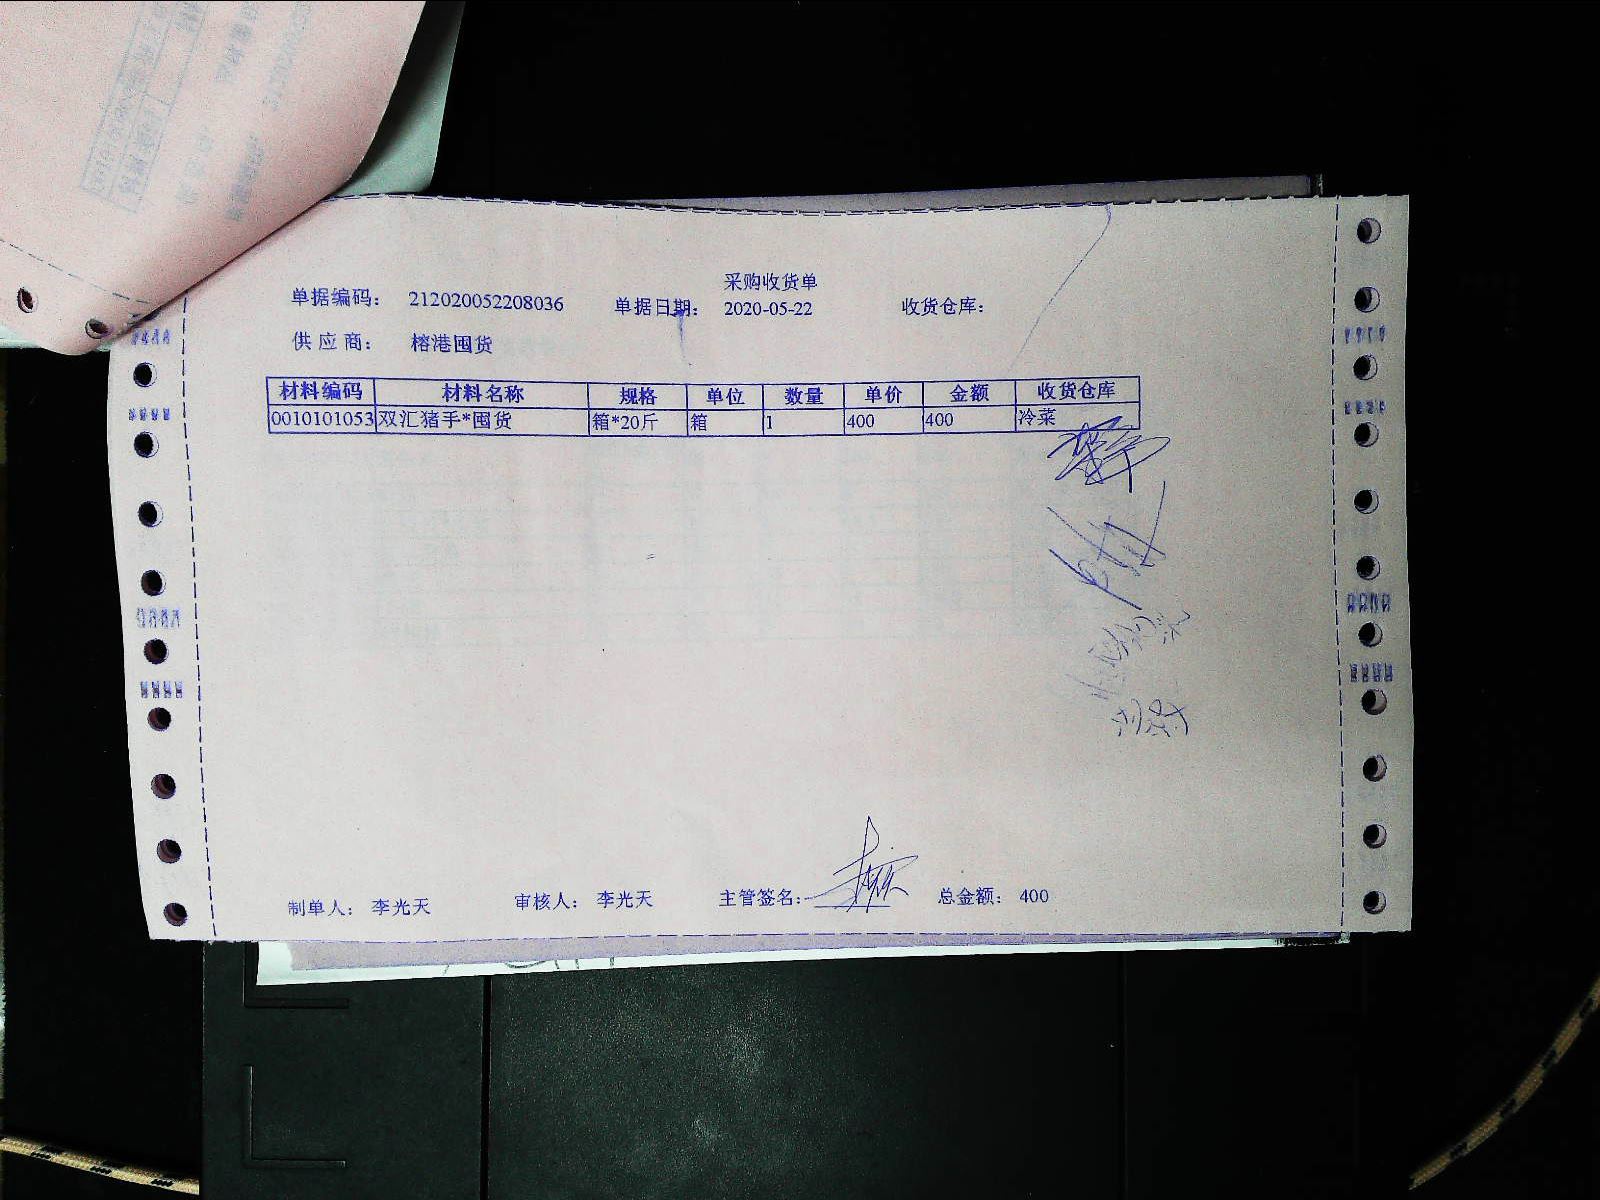 采购收货单
单据编码： 212020052208036 单据日期： 2020-05-22 收货仓库：
供应商： 榕港囤货
材料编码 材料名称 规格 单位 数量 单价 金额 收货仓库
0010101053 双汇猪手*囤货 箱*20斤 箱 1 400 400 冷菜
制单人： 李光天 审核人： 李光天 主管签名： 总金额： 400